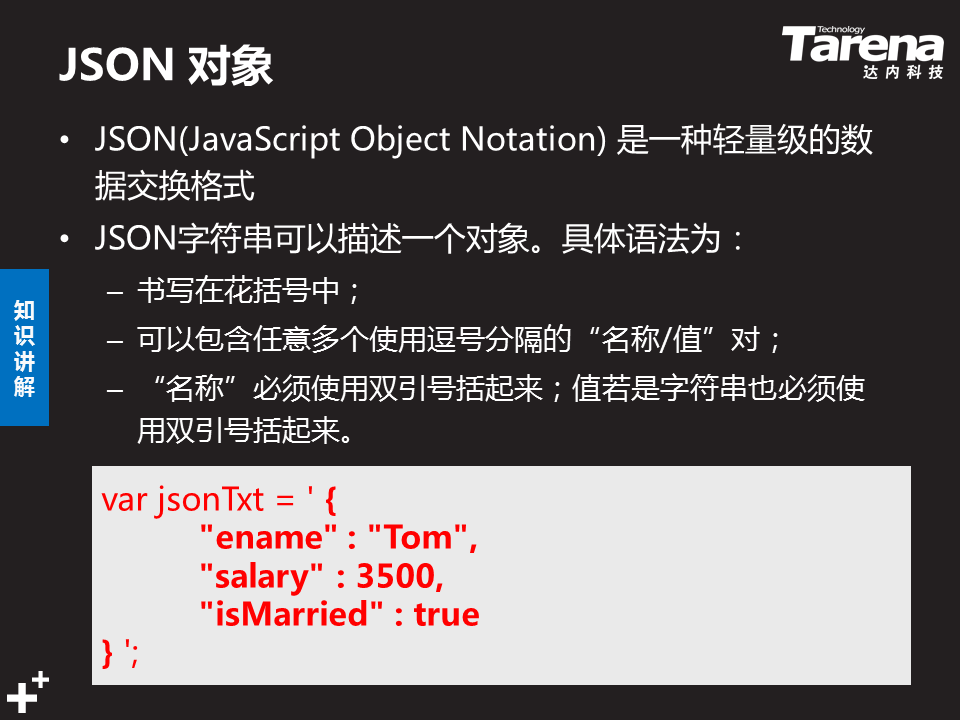 JSON 对象
Technology
Tarena
达内科技
• JSON(JavaScript Object Notation) 是一种轻量级的数
据交换格式
• JSON字符串可以描述一个对象。具体语法为：
– 书写在花括号中；
– 可以包含任意多个使用逗号分隔的“名称/值”对；
– “名称”必须使用双引号括起来；值若是字符串也必须使
用双引号括起来。
知
识
讲
解
var jsonTxt = ' {
"ename" : "Tom",
"salary" : 3500,
"isMarried" : true
} ';